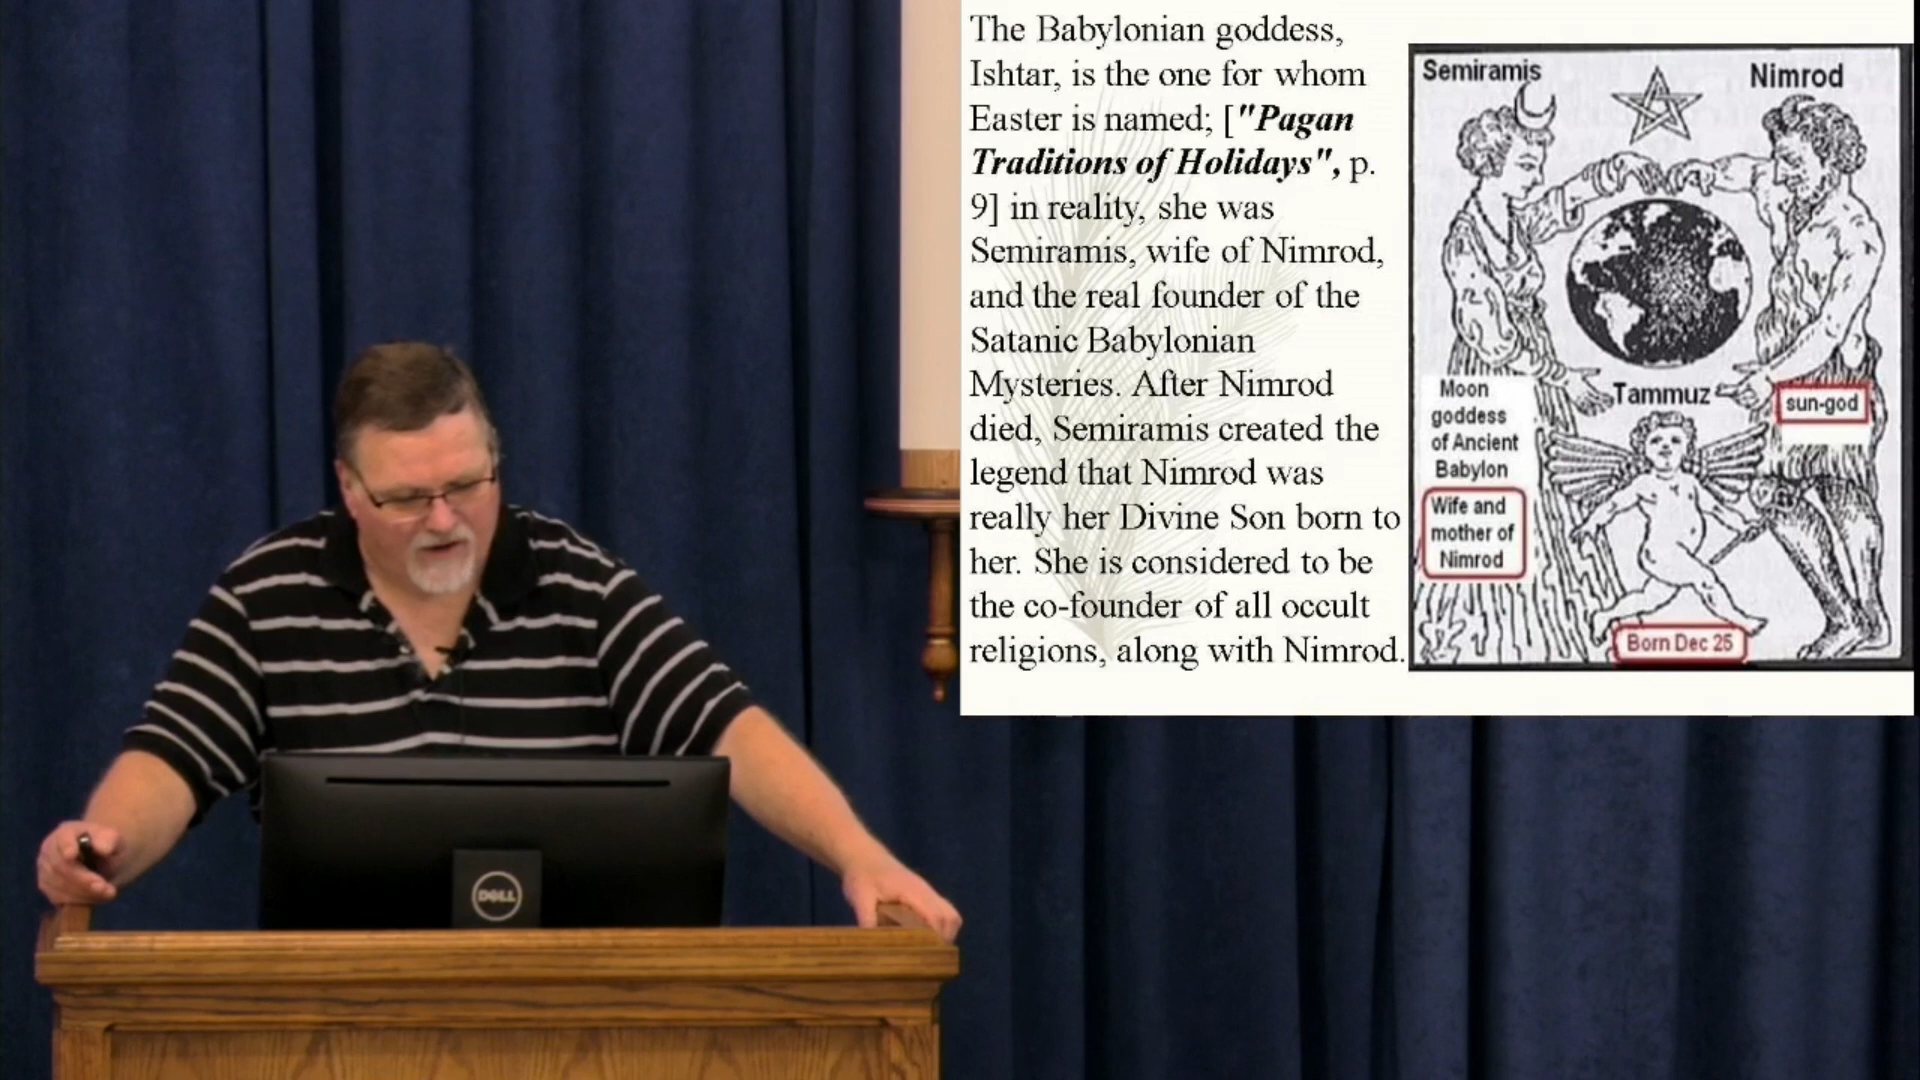 The Babylonian goddess,
Ishtar, is the one for whom
Easter is named; ["Pagan
Traditions of Holidays", p.
9] in reality, she was
Semiramis, wife of Nimrod,
and the real founder of the
Satanic Babylonian
Mysteries. After Nimrod
died, Semiramis created the
legend that Nimrod was
really her Divine Son born to
her. She is considered to be
the co-founder of all occult
religions, along with Nimrod.
Semiramis
Nimrod
Tammuz
Moon
goddess
of Ancient
Babylon
sun-god
Wife and
mother of
Nimrod
Born Dec 25
DELL